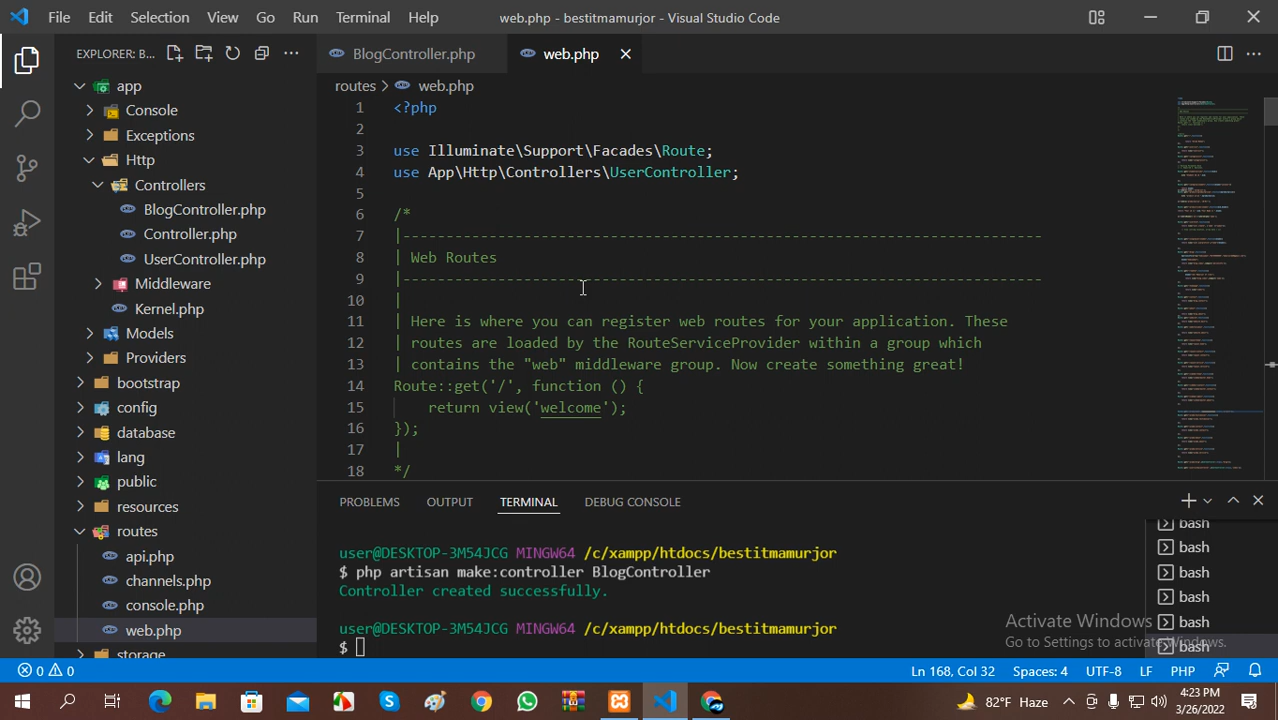 File Edit Selection View Go Run Terminal Help
web.php - bestitmamurjor - Visual Studio Code
EXPLORER: B...
app
Console
Exceptions
Http
Controllers
BlogController.php
Controller.php
UserController.php
Middleware
Kernel.php
Models
Providers
bootstrap
config
database
lang
public
resources
routes
api.php
channels.php
console.php
web.php
storage
BlogController.php
web.php
routes > web.php
1 <?php
2
3 use Illuminate\Support\Facades\Route;
4 use App\Http\Controllers\UserController;
5
6 /*
7 |--------------------------------------------------------------------------
8 | Web Routes
9 |--------------------------------------------------------------------------
10 |
11 | Here is where you can register web routes for your application. These
12 | routes are loaded by the RouteServiceProvider within a group which
13 | contains the "web" middleware group. Now create something great!
14 Route::get('/', function () {
15     return view('welcome');
16 });
17 |
18 */
PROBLEMS OUTPUT TERMINAL DEBUG CONSOLE
user@DESKTOP-3M54JCG MINGW64 /c/xampp/htdocs/bestitmamurjor
$ php artisan make:controller BlogController
Controller created successfully.
user@DESKTOP-3M54JCG MINGW64 /c/xampp/htdocs/bestitmamurjor
$
bash
bash
bash
bash
bash
bash
Activate Windows
Go to Settings to activate Windows.
0 0
Ln 168, Col 32 Spaces: 4 UTF-8 LF PHP
82°F Haze
4:23 PM
3/26/2022